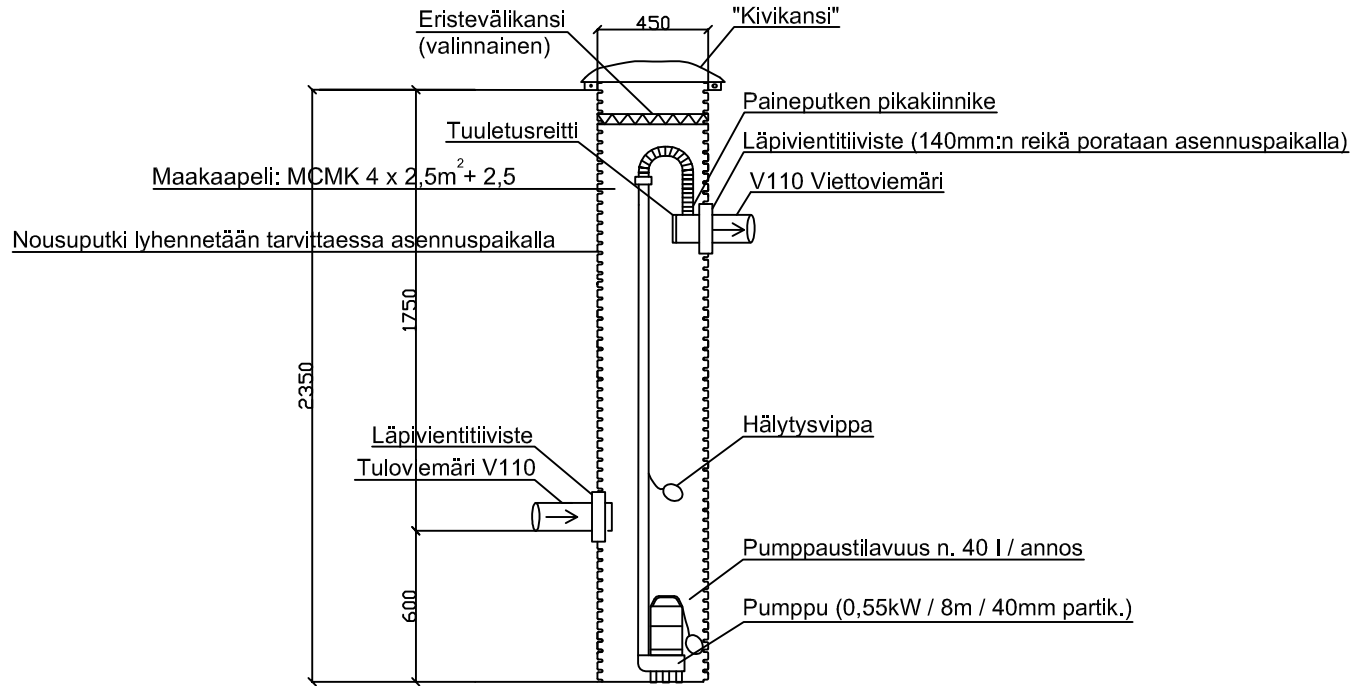 Eristevälikansi
(valinnainen)
450
"Kivikansi"
Paineputken pikakiinnike
Tuuletusreitti
Läpivientitiiviste (140mm:n reikä porataan asennuspaikalla)
Maakaapeli: MCMK 4 x 2,5m²+ 2,5
V110 Viettoviemäri
Nousuputki lyhennetään tarvittaessa asennuspaikalla
1750
2350
Hälytysvippa
Läpivientitiiviste
Tuloviemäri V110
Pumppaustilavuus n. 40 l / annos
600
Pumppu (0,55kW / 8m / 40mm partik.)